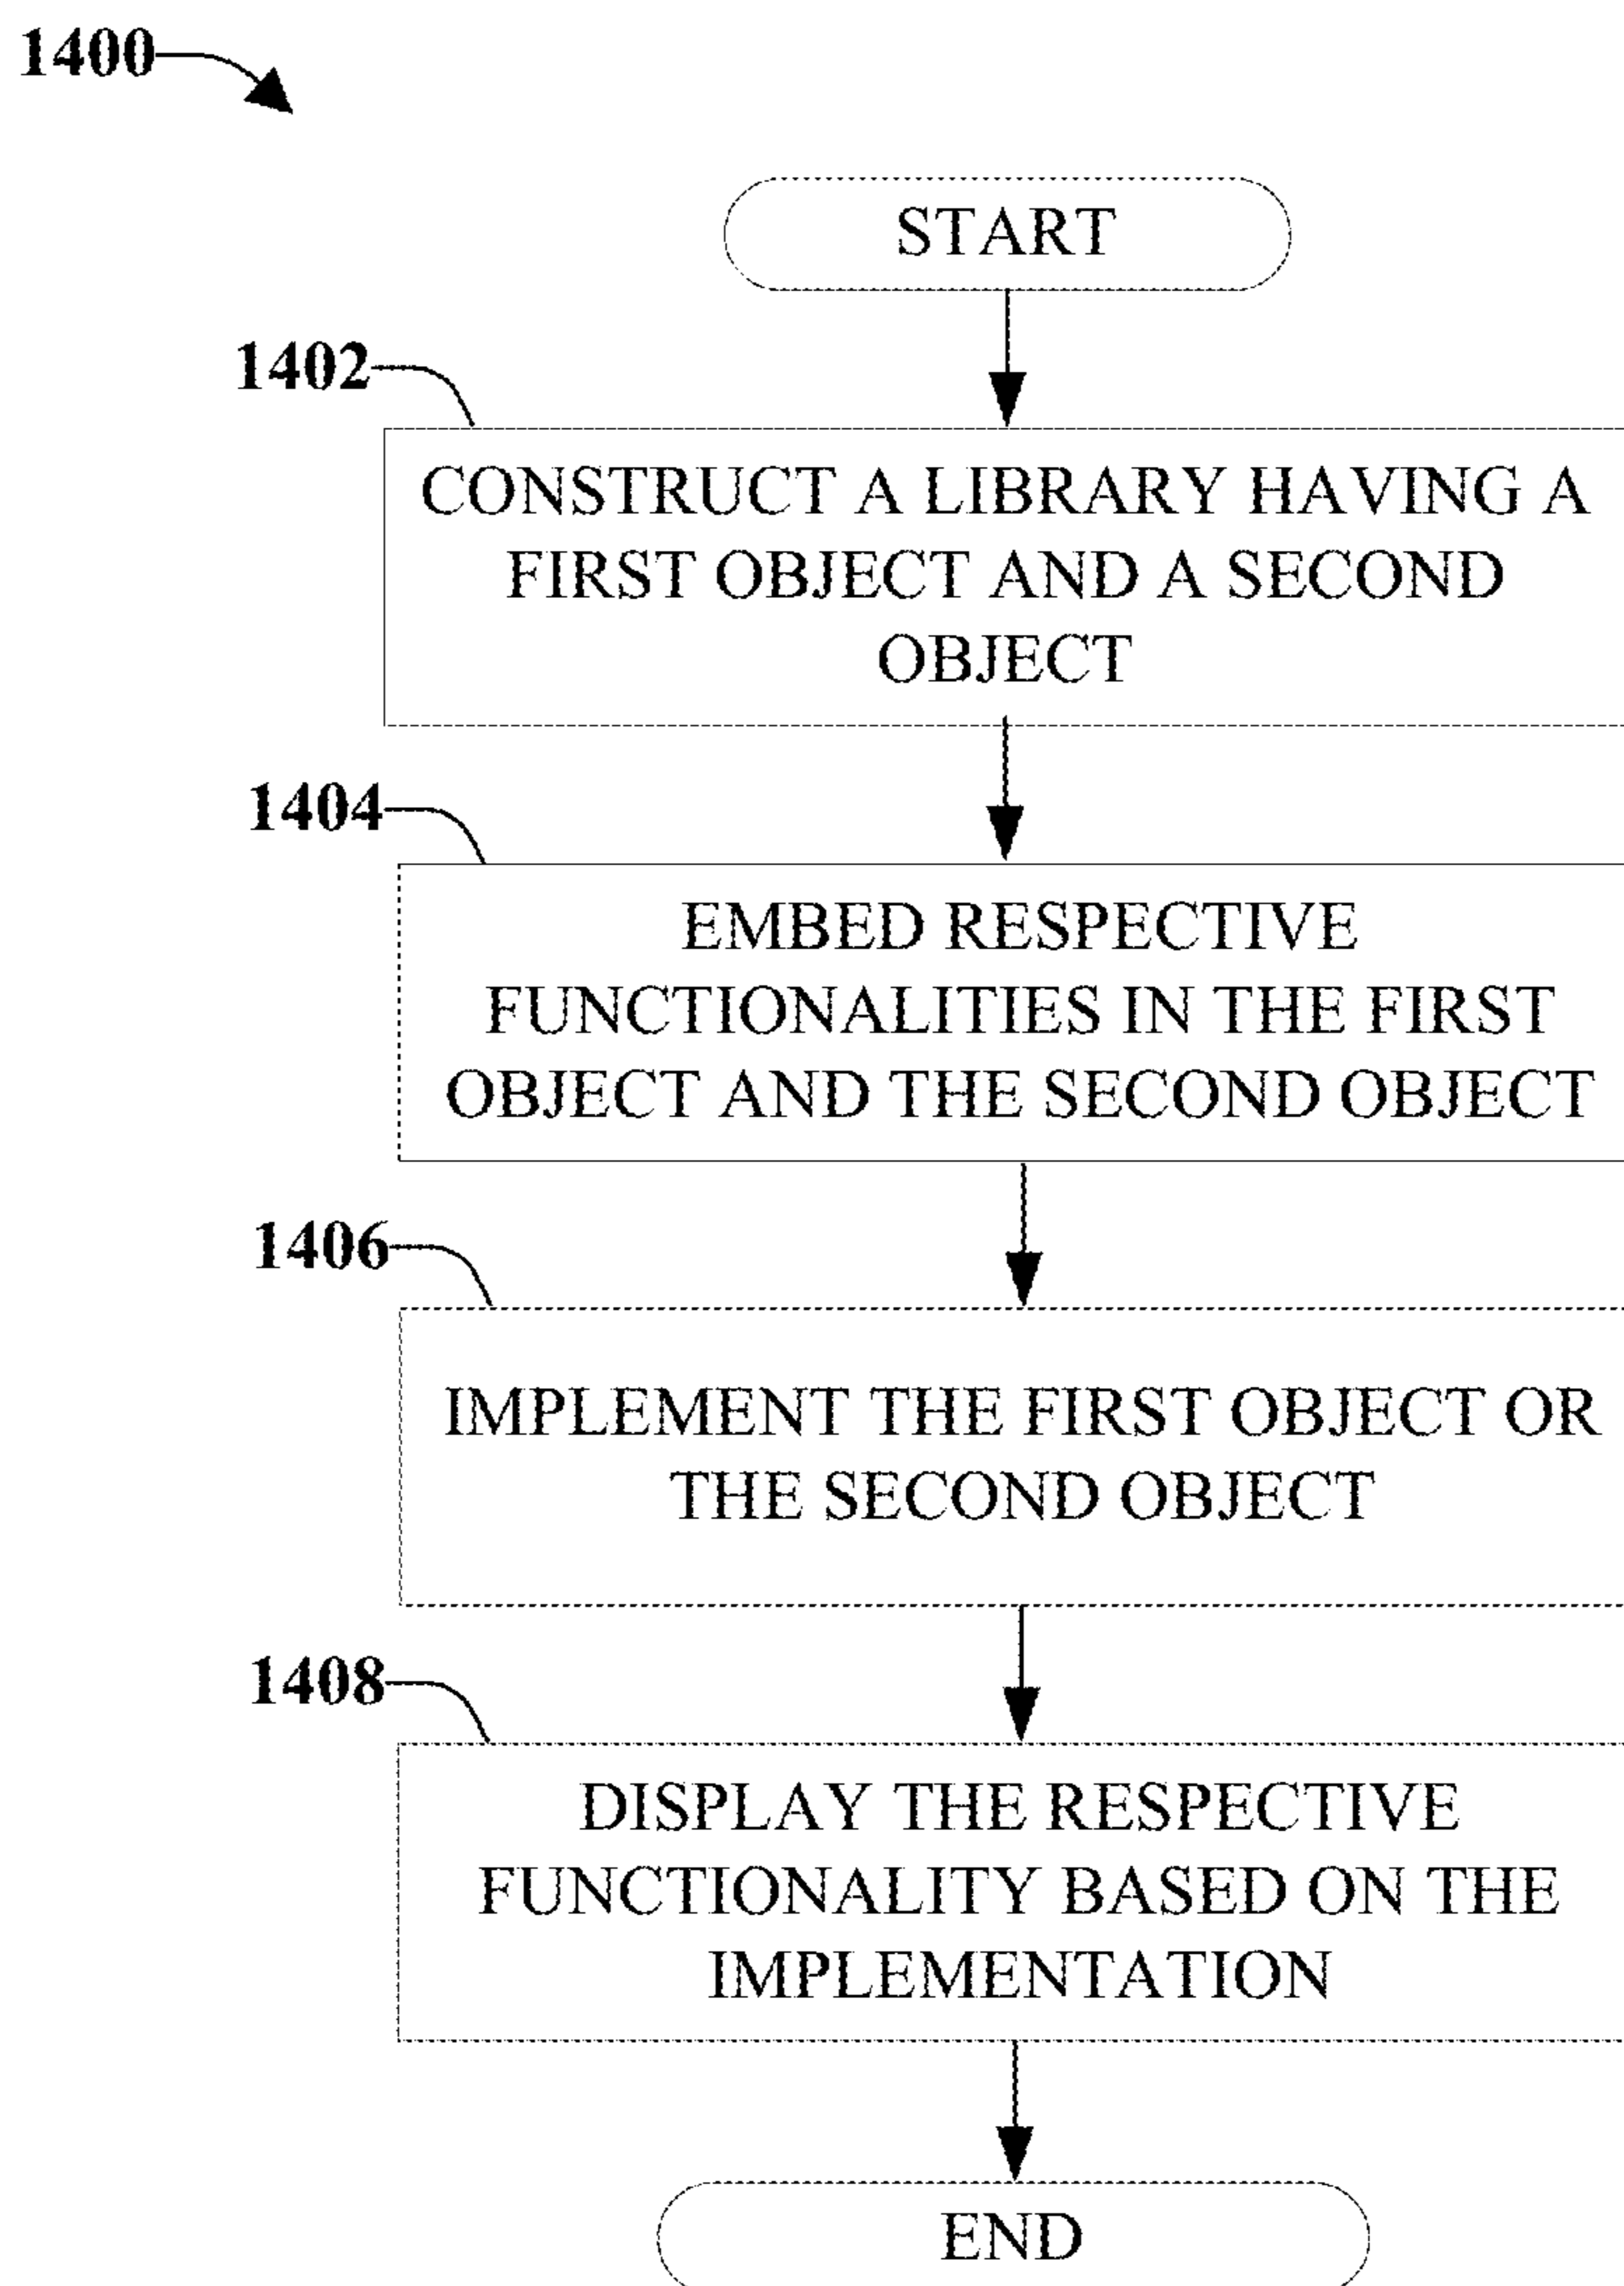 1400
START
1402
CONSTRUCT A LIBRARY HAVING A
FIRST OBJECT AND A SECOND
OBJECT
1404
EMBED RESPECTIVE
FUNCTIONALITIES IN THE FIRST
OBJECT AND THE SECOND OBJECT
1406
IMPLEMENT THE FIRST OBJECT OR
THE SECOND OBJECT
1408
DISPLAY THE RESPECTIVE
FUNCTIONALITY BASED ON THE
IMPLEMENTATION
END